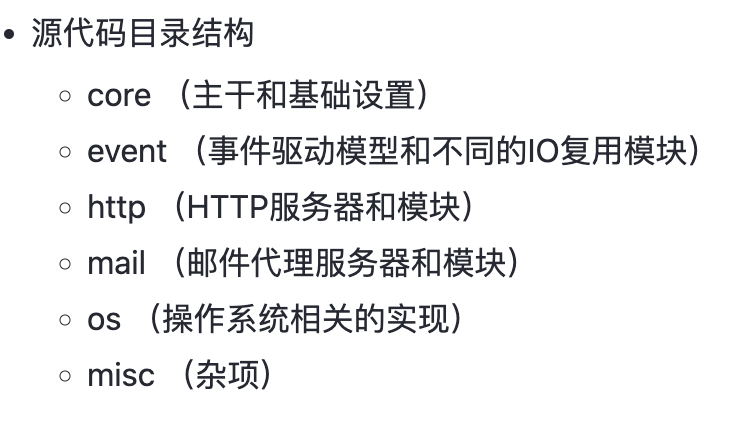 源代码目录结构
core （主干和基础设置）
event （事件驱动模型和不同的IO复用模块）
http （HTTP服务器和模块）
mail （邮件代理服务器和模块）
os （操作系统相关的实现）
misc （杂项）